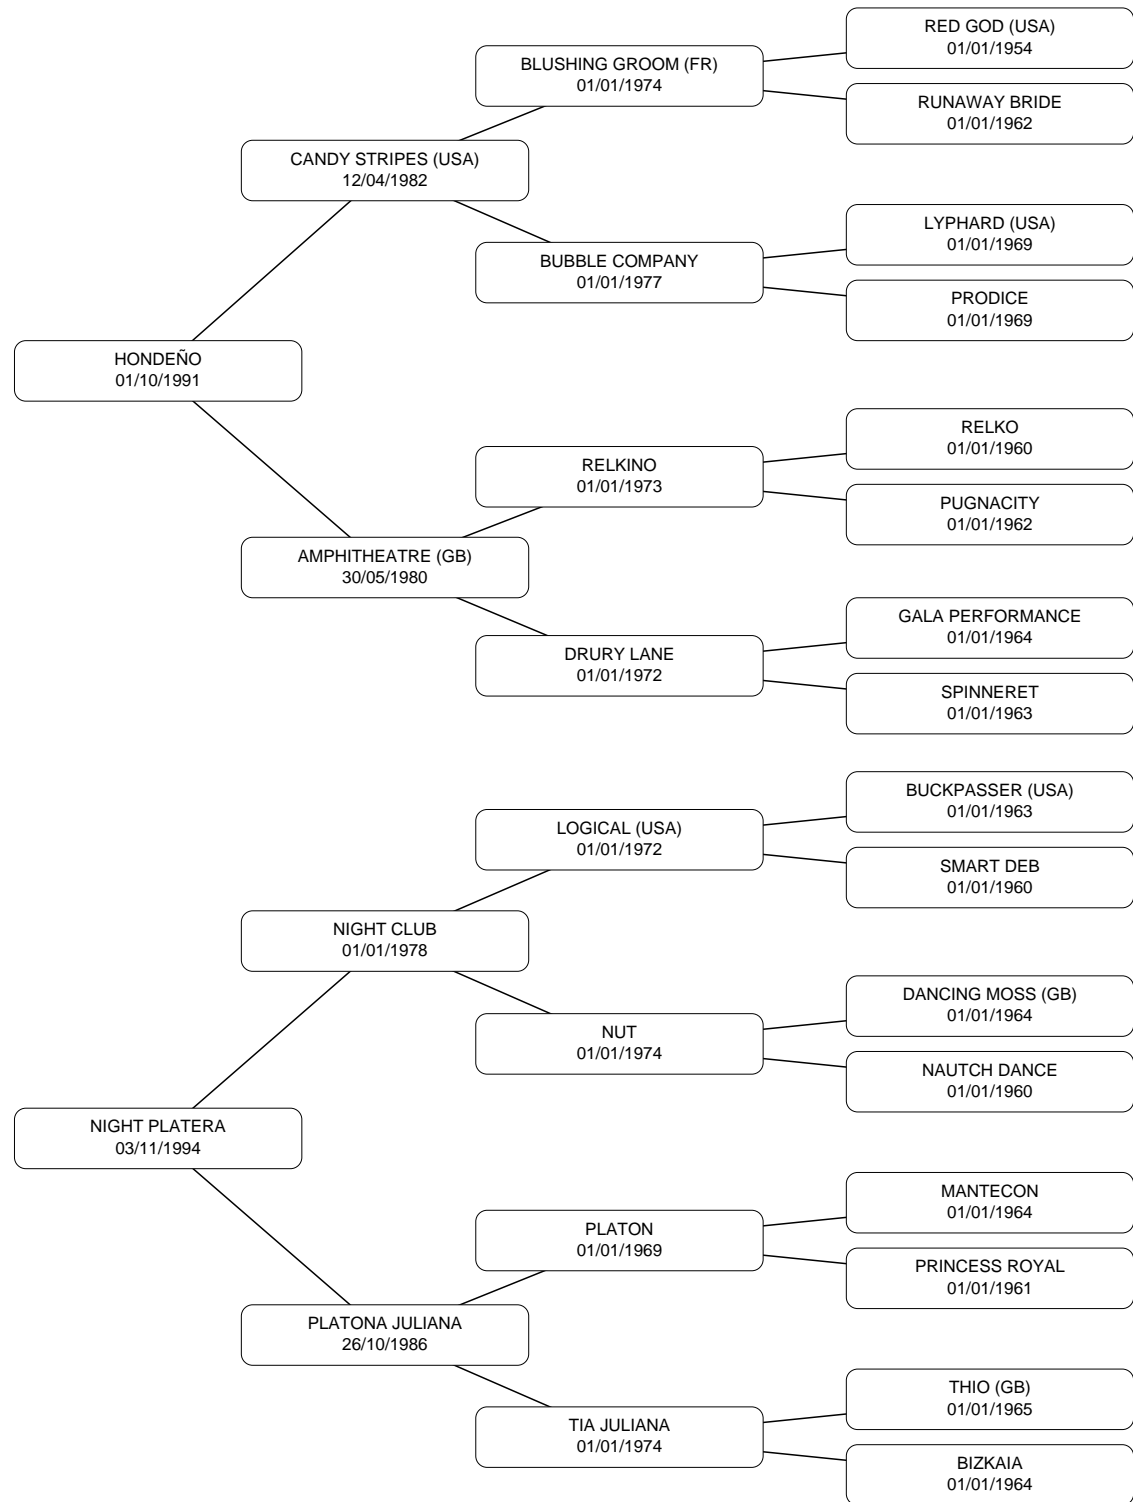 RED GOD (USA)
01/01/1954
BLUSHING GROOM (FR)
01/01/1974
RUNAWAY BRIDE
01/01/1962
CANDY STRIPES (USA)
12/04/1982
LYPHARD (USA)
01/01/1969
BUBBLE COMPANY
01/01/1977
PRODICE
01/01/1969
HONDEÑO
01/10/1991
RELKO
01/01/1960
RELKINO
01/01/1973
PUGNACITY
01/01/1962
AMPHITHEATRE (GB)
30/05/1980
GALA PERFORMANCE
01/01/1964
DRURY LANE
01/01/1972
SPINNERET
01/01/1963
BUCKPASSER (USA)
01/01/1963
LOGICAL (USA)
01/01/1972
SMART DEB
01/01/1960
NIGHT CLUB
01/01/1978
DANCING MOSS (GB)
01/01/1964
NUT
01/01/1974
NAUTCH DANCE
01/01/1960
NIGHT PLATERA
03/11/1994
MANTECON
01/01/1964
PLATON
01/01/1969
PRINCESS ROYAL
01/01/1961
PLATONA JULIANA
26/10/1986
THIO (GB)
01/01/1965
TIA JULIANA
01/01/1974
BIZKAIA
01/01/1964